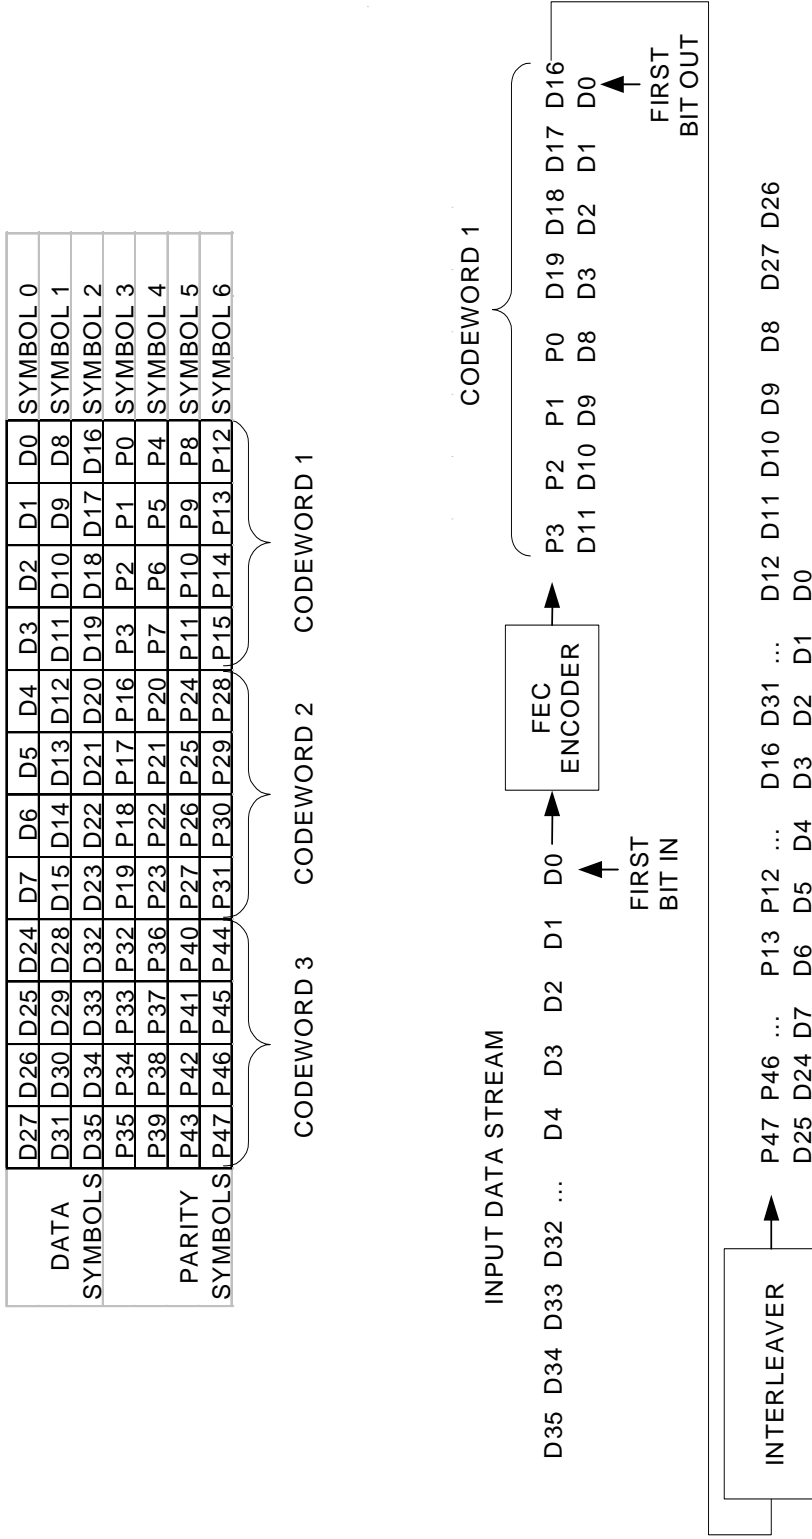 D27 D26 D25 D24 D7 D6 D5 D4 D3 D2 D1 D0 SYMBOL 0
DATA D31 D30 D29 D28 D15 D14 D13 D12 D11 D10 D9 D8 SYMBOL 1
SYMBOLS D35 D34 D33 D32 D23 D22 D21 D20 D19 D18 D17 D16 SYMBOL 2
P35 P34 P33 P32 P19 P18 P17 P16 P3 P2 P1 P0 SYMBOL 3
P39 P38 P37 P36 P23 P22 P21 P20 P7 P6 P5 P4 SYMBOL 4
PARITY P43 P42 P41 P40 P27 P26 P25 P24 P11 P10 P9 P8 SYMBOL 5
SYMBOLS P47 P46 P45 P44 P31 P30 P29 P28 P15 P14 P13 P12 SYMBOL 6
CODEWORD 3 CODEWORD 2 CODEWORD 1
INPUT DATA STREAM
D35 D34 D33 D32 ... D4 D3 D2 D1 D0
FIRST
BIT IN
FEC
ENCODER
CODEWORD 1
P3 P2 P1 P0 D19 D18 D17 D16
D11 D10 D9 D8 D3 D2 D1 D0
FIRST
BIT OUT
INTERLEAVER
P47 P46 ... P13 P12 ... D16 D31 ... D12 D11 D10 D9 D8 D27 D26
D25 D24 D7 D6 D5 D4 D3 D2 D1 D0